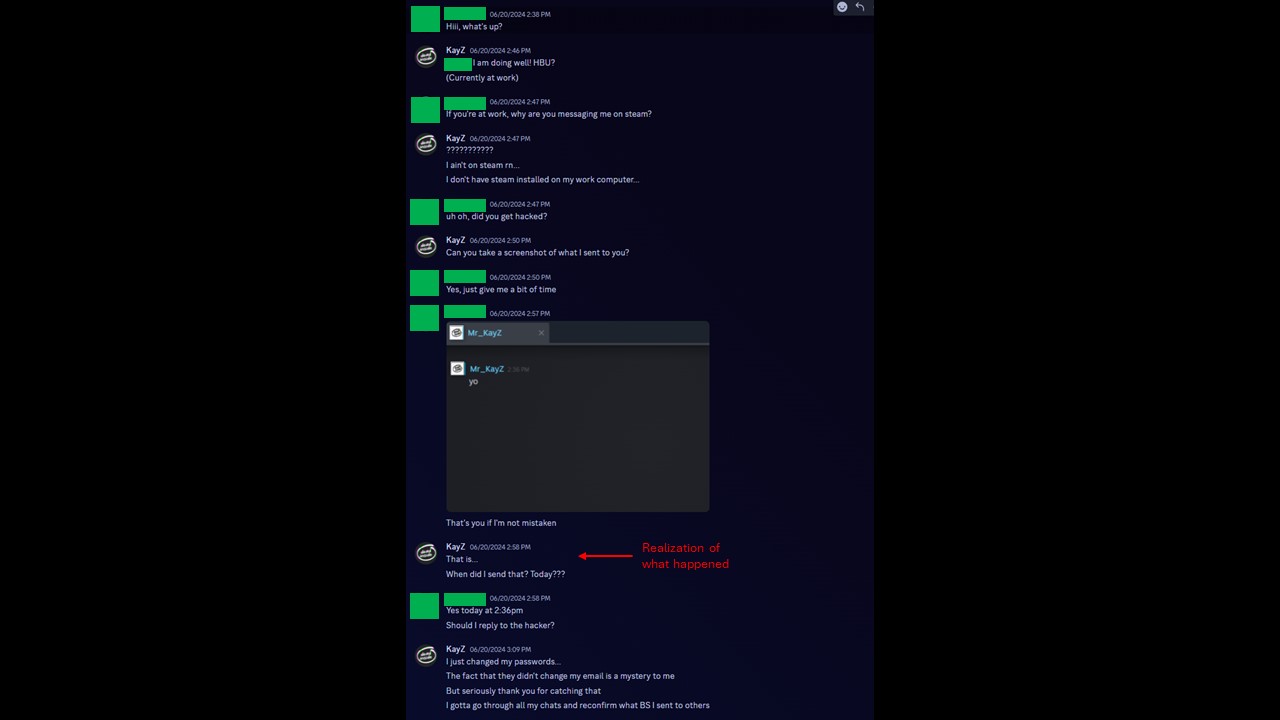 06/20/2024 2:38 PM
Hiii, what's up?
KayZ 06/20/2024 2:46 PM
I am doing well! HBU?
(Currently at work)
06/20/2024 2:47 PM
If you're at work, why are you messaging me on steam?
KayZ 06/20/2024 2:47 PM
???????????
I ain't on steam rn...
I don't have steam installed on my work computer...
06/20/2024 2:47 PM
uh oh, did you get hacked?
KayZ 06/20/2024 2:50 PM
Can you take a screenshot of what I sent to you?
06/20/2024 2:50 PM
Yes, just give me a bit of time
06/20/2024 2:57 PM
Mr_KayZ
Mr_KayZ 2:36 PM
yo
That's you if I'm not mistaken
KayZ 06/20/2024 2:58 PM
That is...
When did I send that? Today???
Realization of
what happened
06/20/2024 2:58 PM
Yes today at 2:36pm
Should I reply to the hacker?
KayZ 06/20/2024 3:09 PM
I just changed my passwords...
The fact that they didn't change my email is a mystery to me
But seriously thank you for catching that
I gotta go through all my chats and reconfirm what BS I sent to others